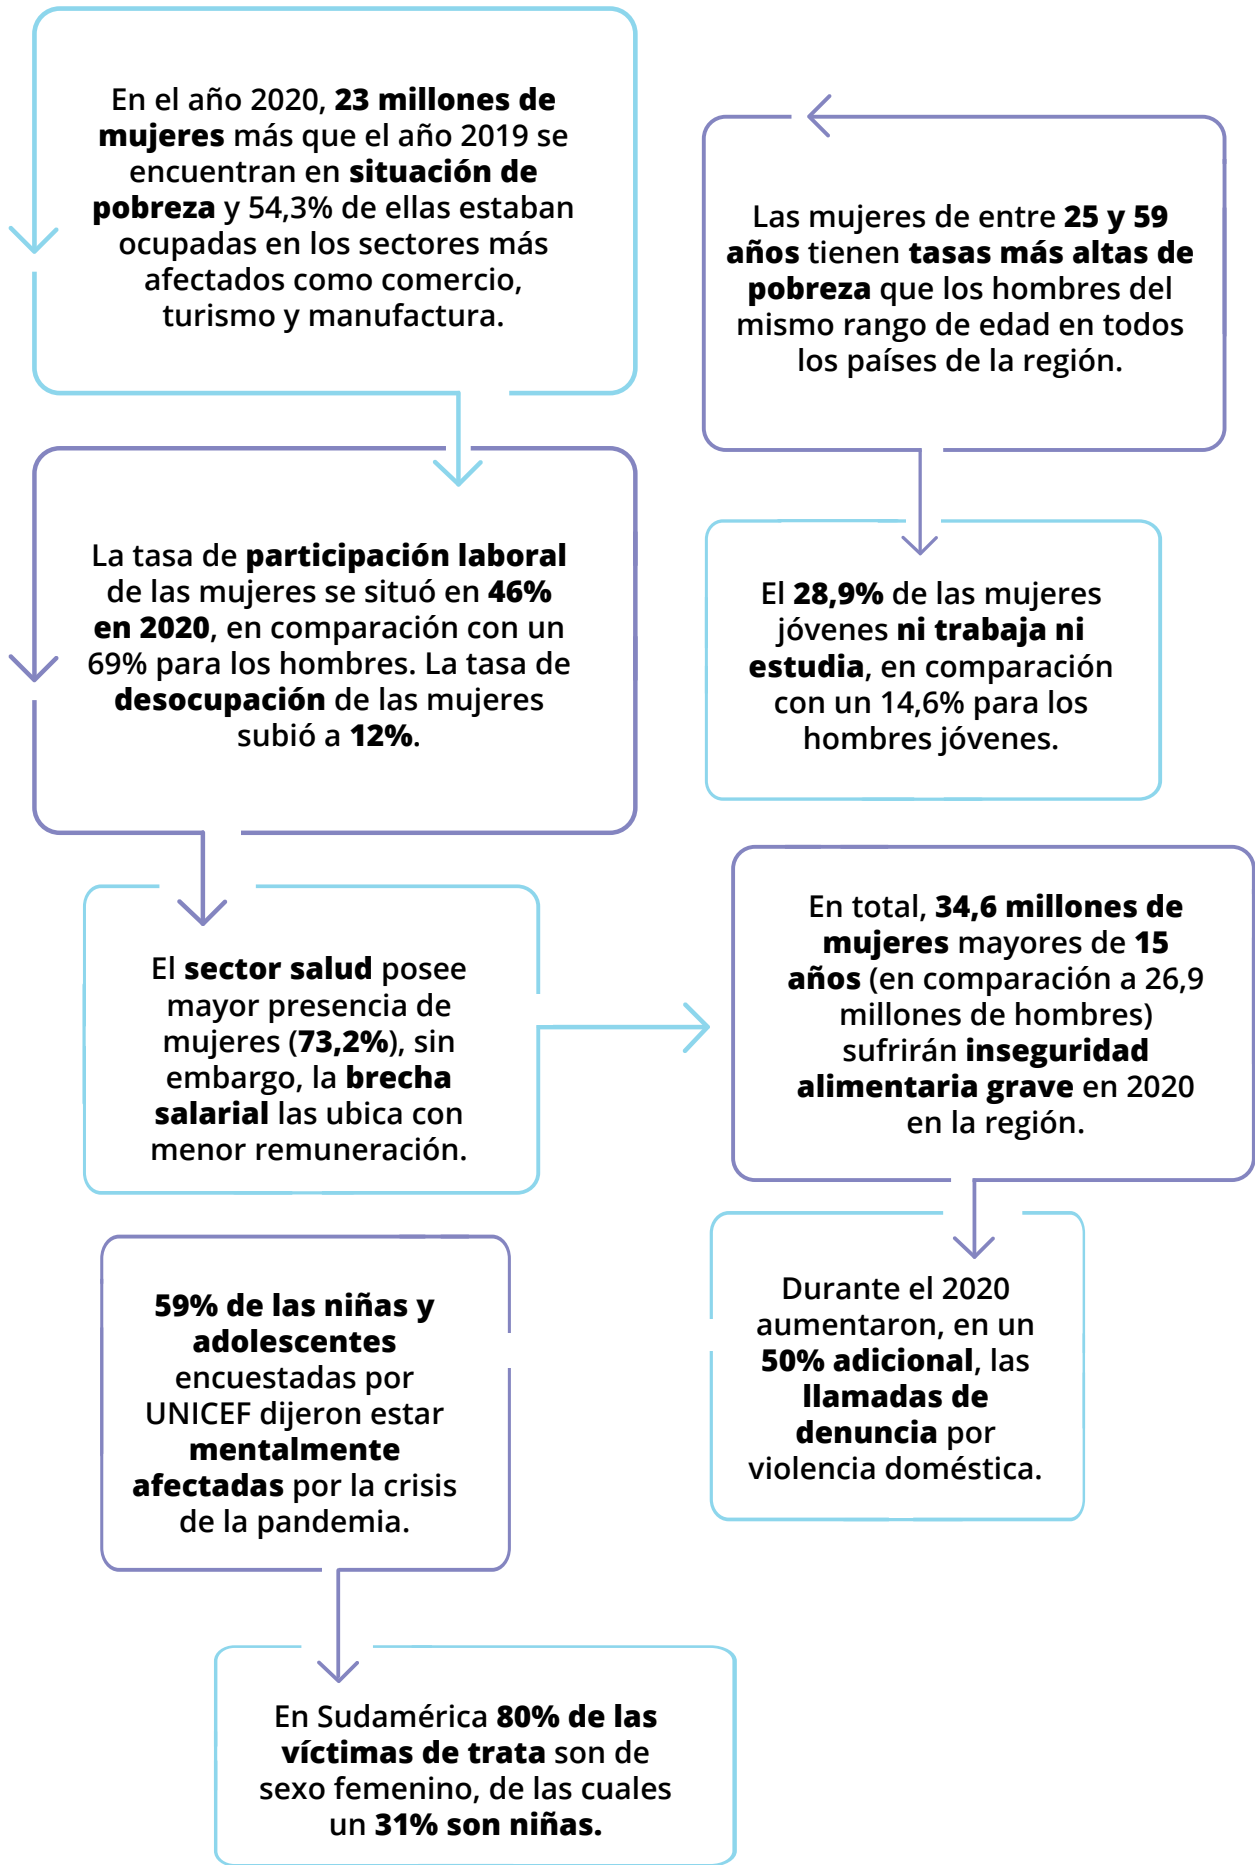 En el año 2020, 23 millones de
mujeres más que el año 2019 se
encuentran en situación de
pobreza y 54,3% de ellas estaban
ocupadas en los sectores más
afectados como comercio,
turismo y manufactura.
La tasa de participación laboral
de las mujeres se situó en 46%
en 2020, en comparación con un
69% para los hombres. La tasa de
desocupación de las mujeres
subió a 12%.
El sector salud posee
mayor presencia de
mujeres (73,2%), sin
embargo, la brecha
salarial las ubica con
menor remuneración.
59% de las niñas y
adolescentes
encuestadas por
UNICEF dijeron estar
mentalmente
afectadas por la crisis
de la pandemia.
En Sudamérica 80% de las
víctimas de trata son de
sexo femenino, de las cuales
un 31% son niñas.
Las mujeres de entre 25 y 59
años tienen tasas más altas de
pobreza que los hombres del
mismo rango de edad en todos
los países de la región.
El 28,9% de las mujeres
jóvenes ni trabaja ni
estudia, en comparación
con un 14,6% para los
hombres jóvenes.
En total, 34,6 millones de
mujeres mayores de 15
años (en comparación a 26,9
millones de hombres)
sufrirán inseguridad
alimentaria grave en 2020
en la región.
Durante el 2020
aumentaron, en un
50% adicional, las
llamadas de
denuncia por
violencia doméstica.